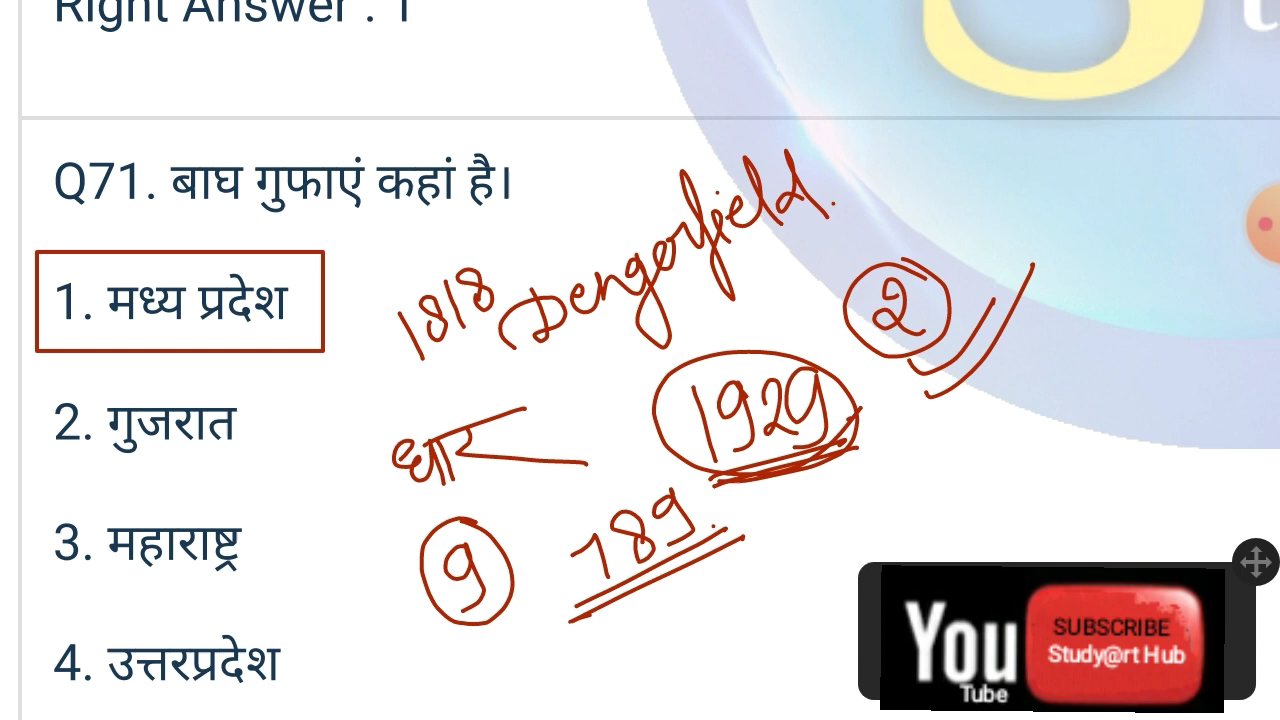 Right Answer : 1
Q71. बाघ गुफाएं कहां है।
1. मध्य प्रदेश
1818 Dengerfield.
2
2. गुजरात
धार
1929
3. महाराष्ट्र
9
789.
4. उत्तरप्रदेश
You
Tube
SUBSCRIBE
Study@rt Hub